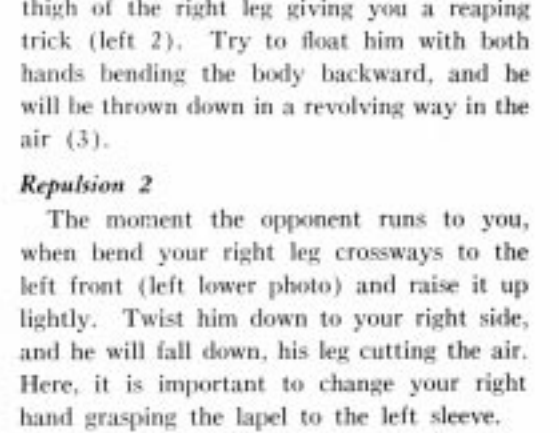 thigh of the right leg giving you a reaping
trick (left 2). Try to float him with both
hands bending the body backward, and he
will be thrown down in a revolving way in the
air (3).
Repulsion 2
The moment the opponent runs to you,
when bend your right leg crossways to the
left front (left lower photo) and raise it up
lightly. Twist him down to your right side,
and he will fall down, his leg cutting the air.
Here, it is important to change your right
hand grasping the lapel to the left sleeve.